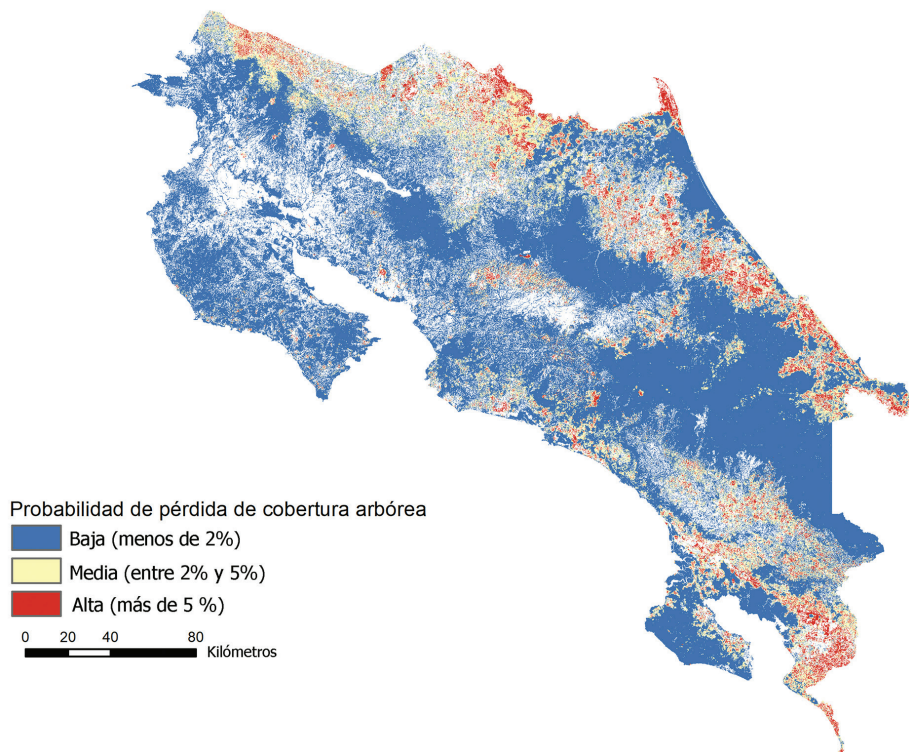 Probabilidad de pérdida de cobertura arbórea
Baja (menos de 2%)
Media (entre 2% y 5%)
Alta (más de 5 %)
0 20 40 80
Kilómetros